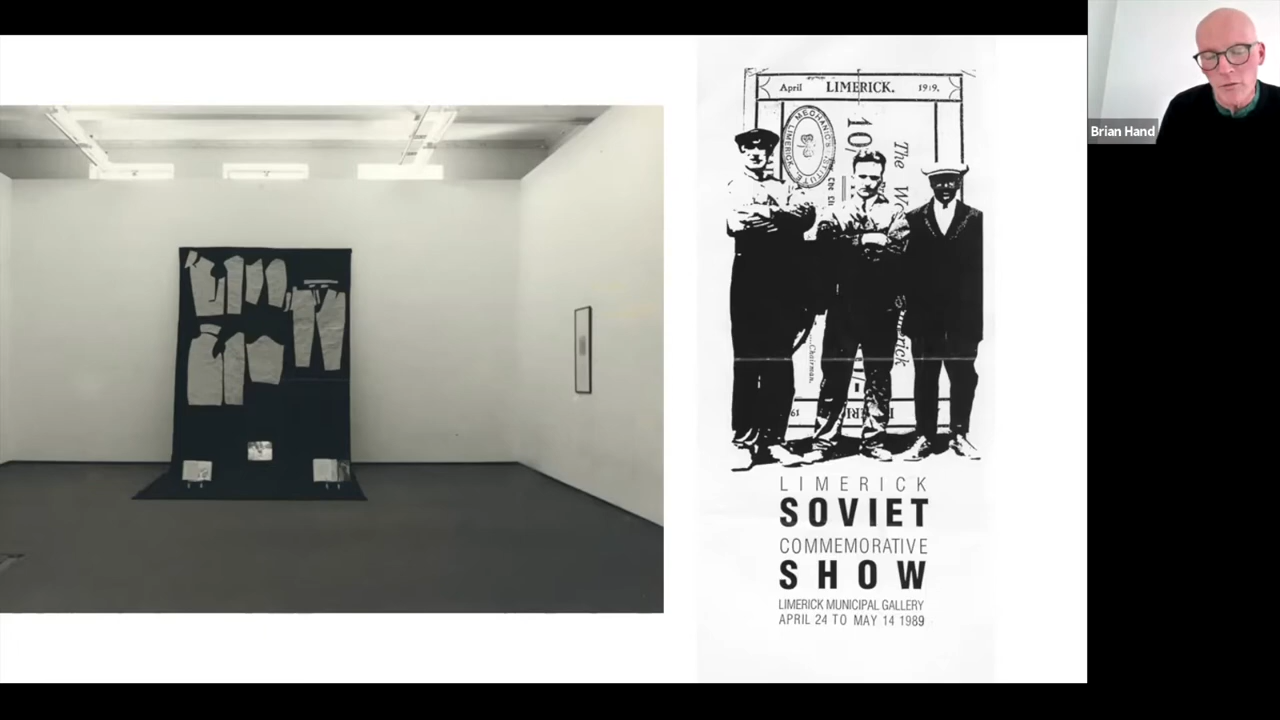 April LIMERICK. 1919.
MECHANICS INSTITUTE LIMERICK
10/
The
Chairman.
LIMERICK
SOVIET
COMMEMORATIVE
SHOW
LIMERICK MUNICIPAL GALLERY
APRIL 24 TO MAY 14 1989
Brian Hand